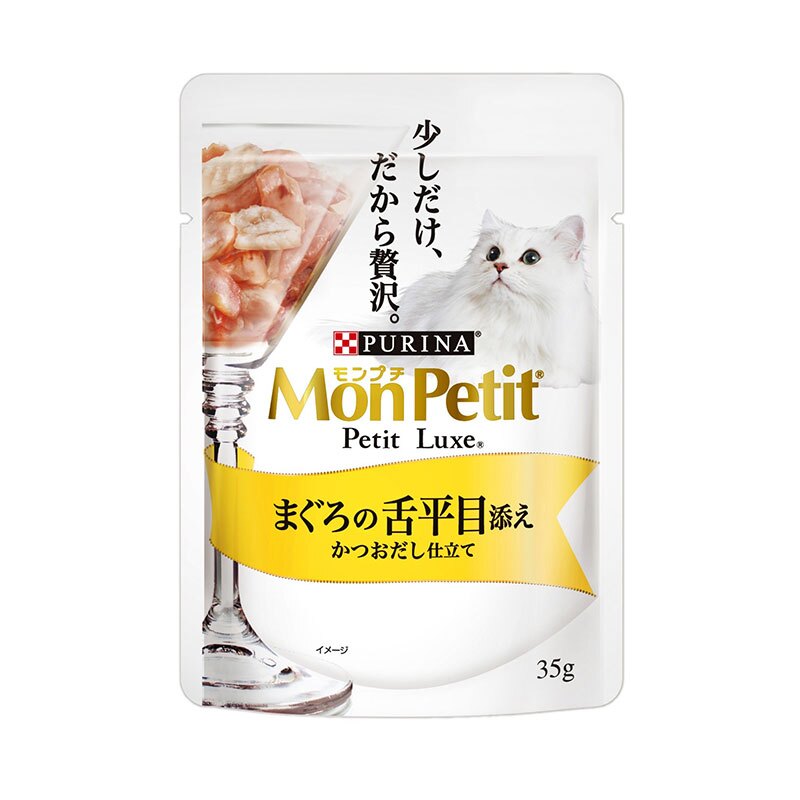 少しだけ、
だから贅沢。
PURINA®
モンプチ
MonPetit®
Petit Luxe®
まぐろの舌平目添え
かつおだし仕立て
イメージ
35g